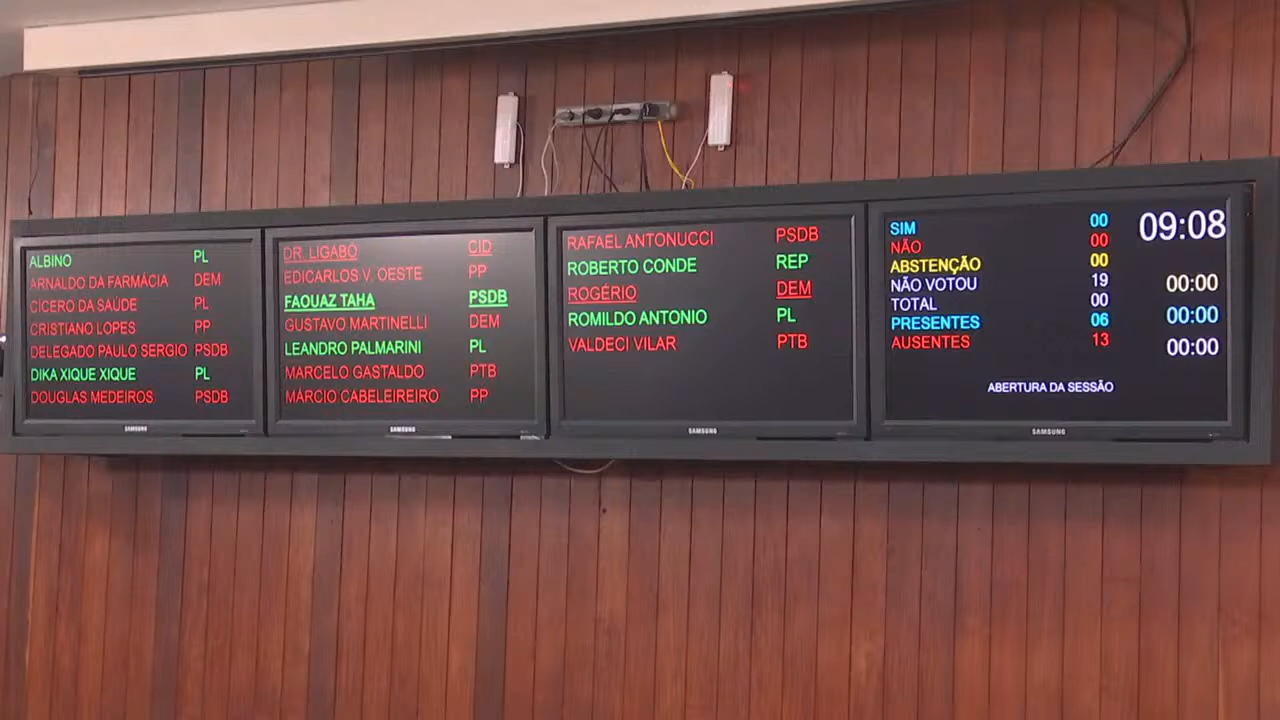 ALBINO PL
ARNALDO DA FARMÁCIA DEM
CÍCERO DA SAÚDE PL
CRISTIANO LOPES PP
DELEGADO PAULO SERGIO PSDB
DIKA XIQUE XIQUE PL
DOUGLAS MEDEIROS PSDB
SAMSUNG
DR. LIGABÓ CID
EDICARLOS V. OESTE PP
FAOUAZ TAHA PSDB
GUSTAVO MARTINELLI DEM
LEANDRO PALMARINI PL
MARCELO GASTALDO PTB
MÁRCIO CABELEIREIRO PP
SAMSUNG
RAFAEL ANTONUCCI PSDB
ROBERTO CONDE REP
ROGÉRIO DEM
ROMILDO ANTONIO PL
VALDECI VILAR PTB
SAMSUNG
SIM 00 09:08
NÃO 00
ABSTENÇÃO 00
NÃO VOTOU 19 00:00
TOTAL 00
PRESENTES 06 00:00
AUSENTES 13 00:00
ABERTURA DA SESSÃO
SAMSUNG